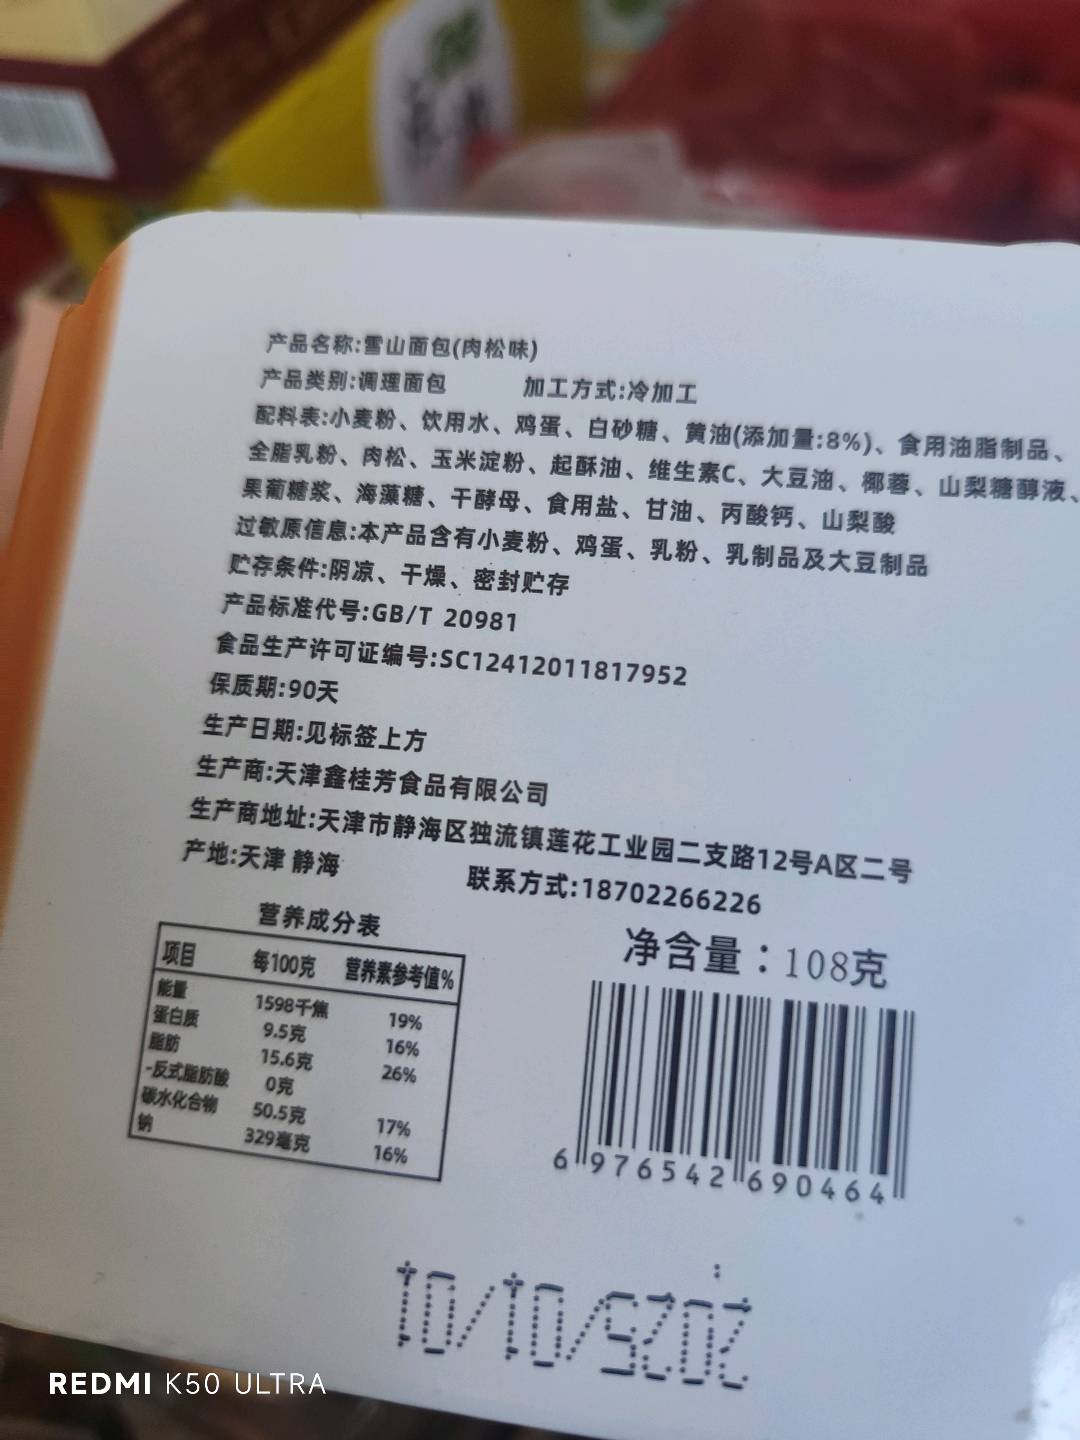 产品名称:雪山面包(肉松味)
产品类别:调理面包 加工方式:冷加工
配料表:小麦粉、饮用水、鸡蛋、白砂糖、黄油(添加量:8%)、食用油脂制品、
全脂乳粉、肉松、玉米淀粉、起酥油、维生素C、大豆油、椰蓉、山梨糖醇液、
果葡糖浆、海藻糖、干酵母、食用盐、甘油、丙酸钙、山梨酸
过敏原信息:本产品含有小麦粉、鸡蛋、乳粉、乳制品及大豆制品
贮存条件:阴凉、干燥、密封贮存
产品标准代号:GB/T 20981
食品生产许可证编号:SC12412011817952
保质期:90天
生产日期:见标签上方
生产商:天津鑫桂芳食品有限公司
生产商地址:天津市静海区独流镇莲花工业园二支路12号A区二号
产地:天津 静海 联系方式:18702266226
营养成分表
项目 每100克 营养素参考值%
能量 1598千焦 19%
蛋白质 9.5克 16%
脂肪 15.6克 26%
-反式脂肪酸 0克
碳水化合物 50.5克 17%
钠 329毫克 16%
净含量：108克
6 976542 690464
2025/01/01
REDMI K50 ULTRA